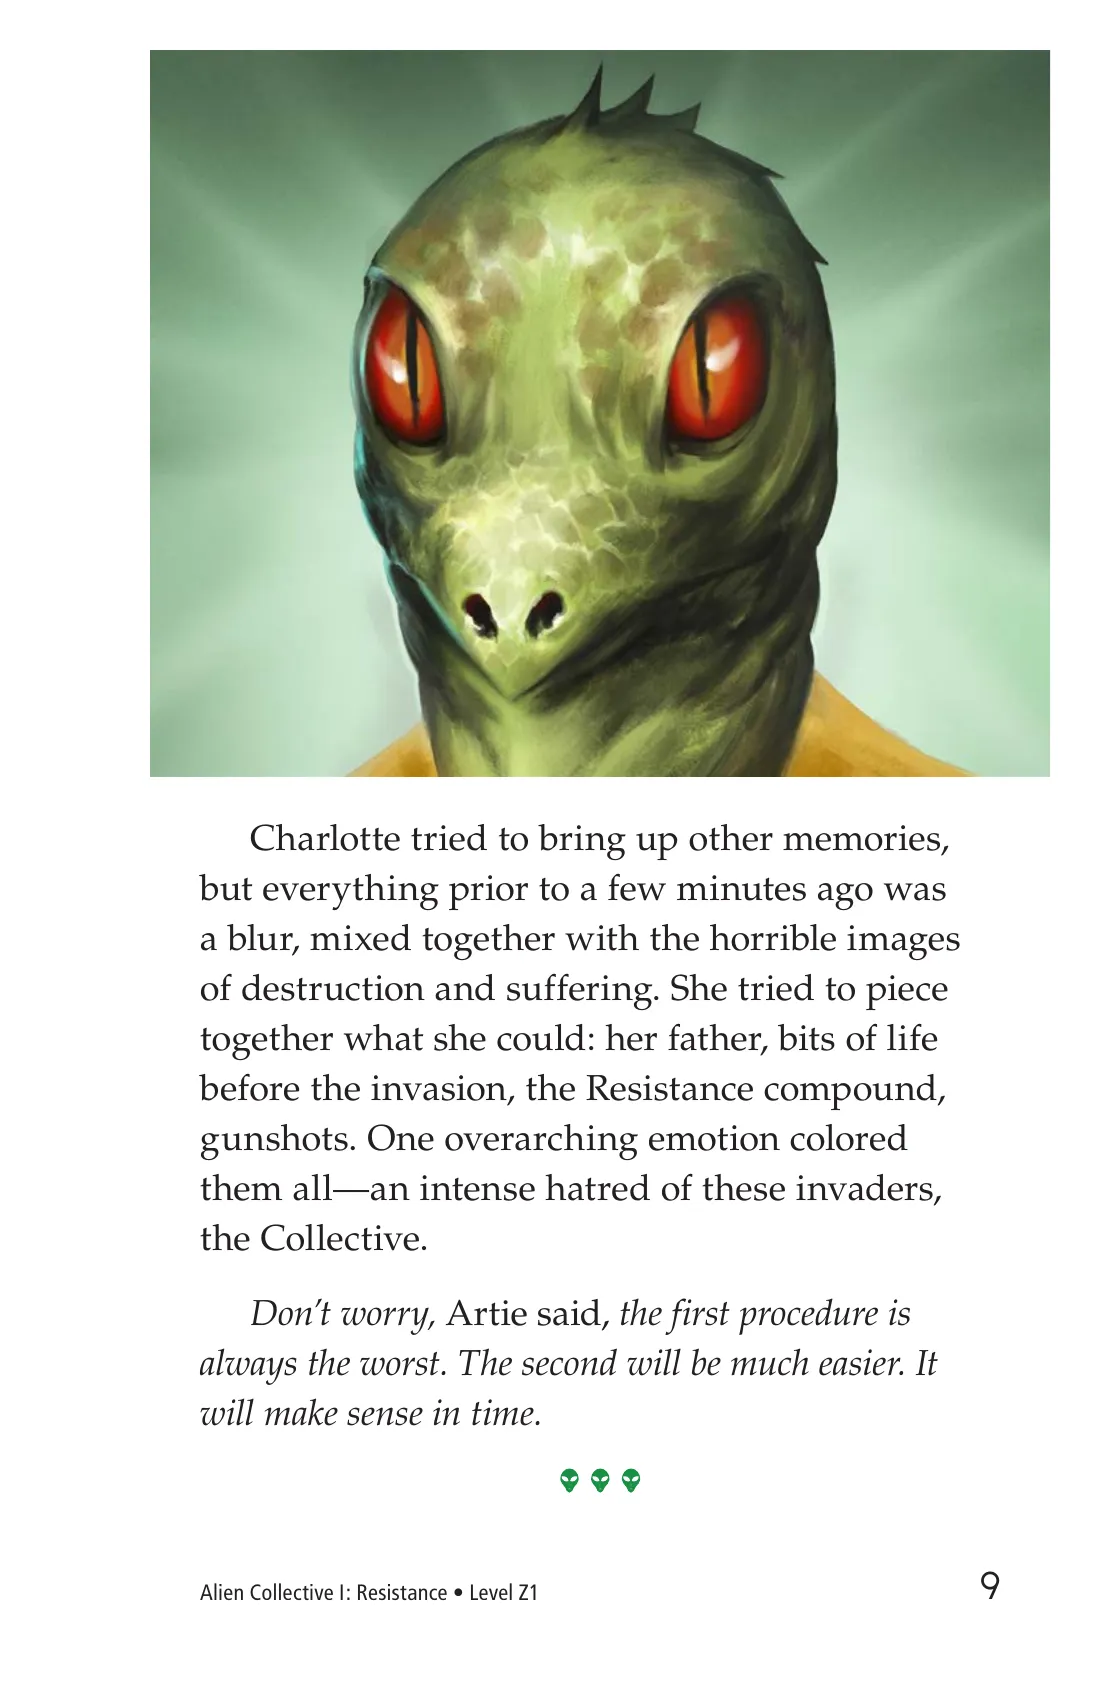 Charlotte tried to bring up other memories,
but everything prior to a few minutes ago was
a blur, mixed together with the horrible images
of destruction and suffering. She tried to piece
together what she could: her father, bits of life
before the invasion, the Resistance compound,
gunshots. One overarching emotion colored
them all—an intense hatred of these invaders,
the Collective.
Don’t worry, Artie said, the first procedure is
always the worst. The second will be much easier. It
will make sense in time.
Alien Collective I: Resistance • Level Z1
9